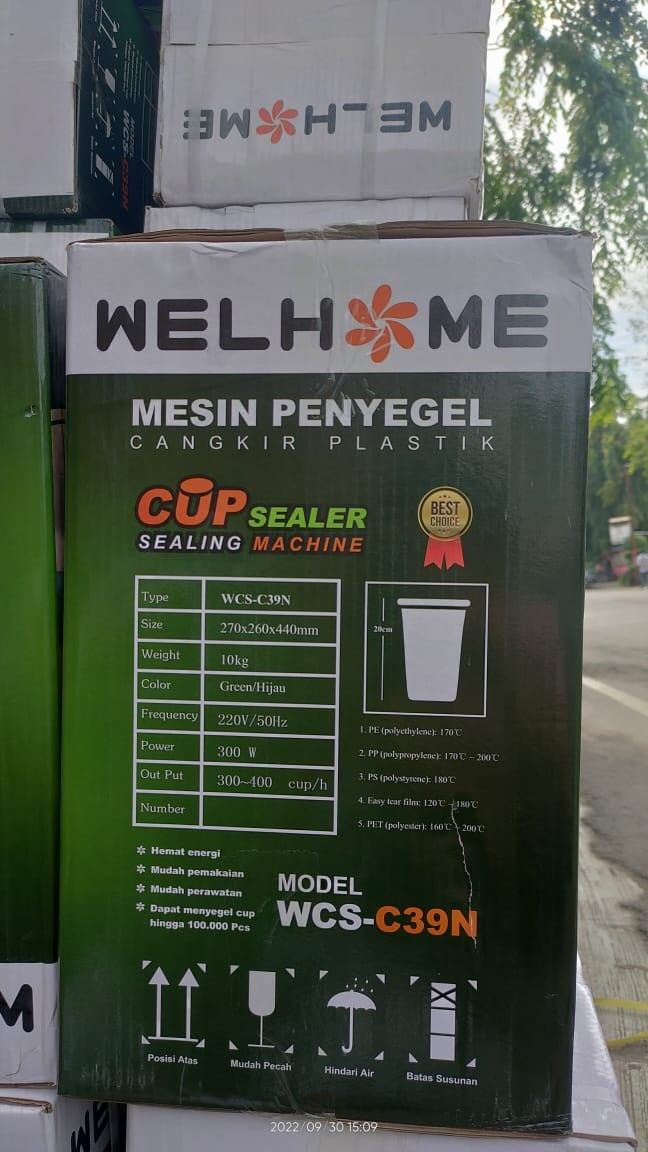 WELHOME
WELHOME
MESIN PENYEGEL
CANGKIR PLASTIK
CUP SEALER
SEALING MACHINE
BEST
CHOICE
Type WCS-C39N
Size 270x260x440mm
Weight 10kg
Color Green/Hijau
Frequency 220V/50Hz
Power 300 W
Out Put 300~400 cup/h
Number
20cm
1. PE (polyethylene): 170℃
2. PP (polypropylene): 170℃ ~ 200℃
3. PS (polystyrene): 180℃
4. Easy tear film: 120℃ ~ 180℃
5. PET (polyester): 160℃ ~ 200℃
✲ Hemat energi
✲ Mudah pemakaian
✲ Mudah perawatan
✲ Dapat menyegel cup
hingga 100.000 Pcs
MODEL
WCS-C39N
Posisi Atas
Mudah Pecah
Hindari Air
Batas Susunan
M
WE
2022/09/30 15:09